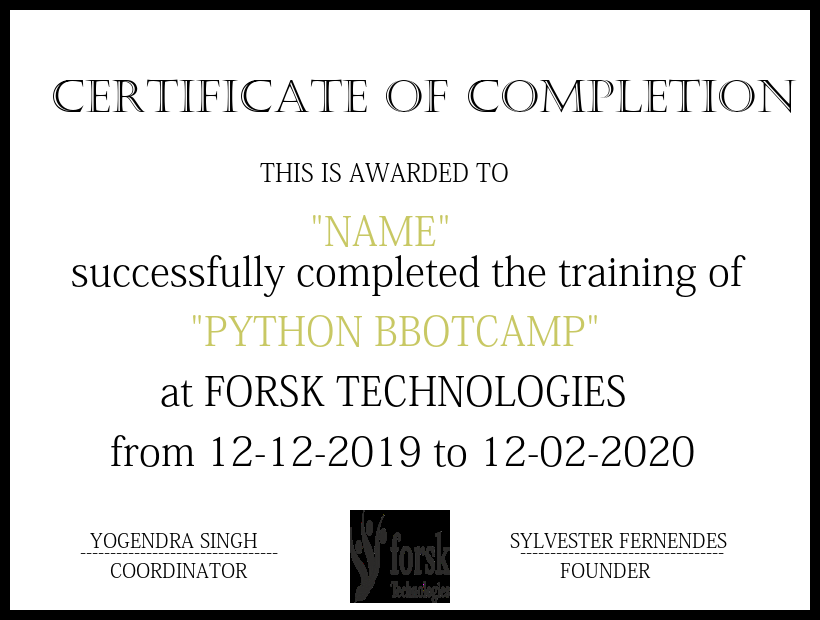 CERTIFICATE OF COMPLETION
THIS IS AWARDED TO
"NAME"
successfully completed the training of
"PYTHON BBOTCAMP"
at FORSK TECHNOLOGIES
from 12-12-2019 to 12-02-2020
YOGENDRA SINGH
COORDINATOR
forsk
Technologies
SYLVESTER FERNENDES
FOUNDER